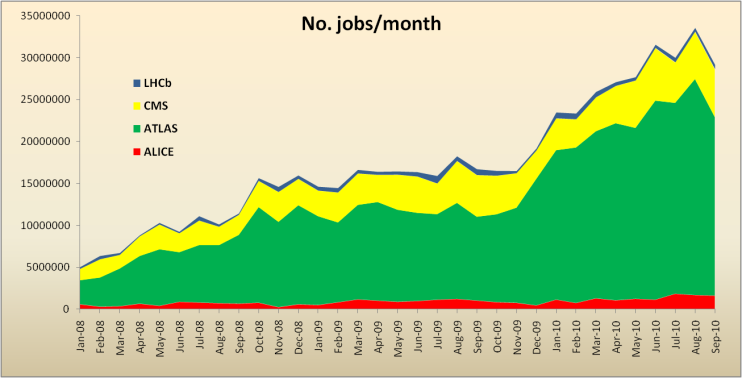 No. jobs/month
35000000
30000000
25000000
20000000
15000000
10000000
5000000
0
LHCb
CMS
ATLAS
ALICE
Jan-08
Feb-08
Mar-08
Apr-08
May-08
Jun-08
Jul-08
Aug-08
Sep-08
Oct-08
Nov-08
Dec-08
Jan-09
Feb-09
Mar-09
Apr-09
May-09
Jun-09
Jul-09
Aug-09
Sep-09
Oct-09
Nov-09
Dec-09
Jan-10
Feb-10
Mar-10
Apr-10
May-10
Jun-10
Jul-10
Aug-10
Sep-10